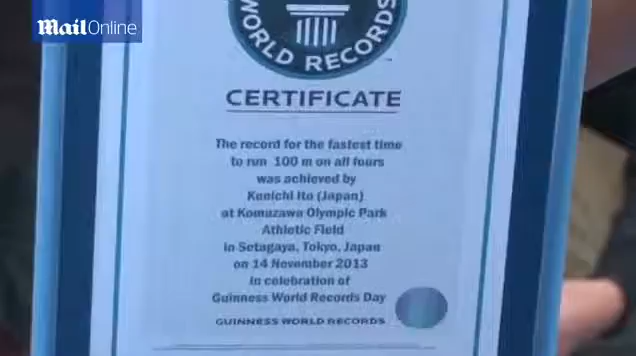 MailOnline
WORLD RECORDS
CERTIFICATE
The record for the fastest time
to run 100 m on all fours
was achieved by
Kenichi Ito (Japan)
at Komazawa Olympic Park
Athletic Field
in Setagaya, Tokyo, Japan
on 14 November 2013
in celebration of
Guinness World Records Day
GUINNESS WORLD RECORDS